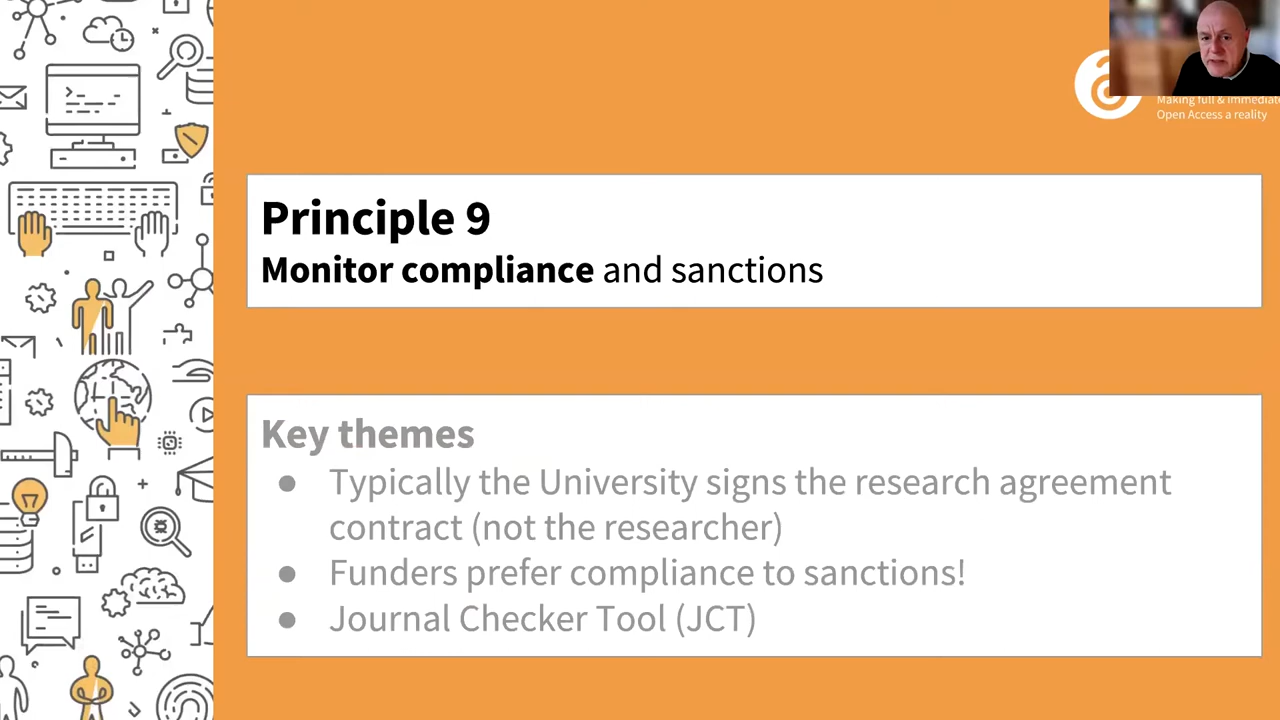 Making full & immediate
Open Access a reality
Principle 9
Monitor compliance and sanctions
Key themes
● Typically the University signs the research agreement
contract (not the researcher)
● Funders prefer compliance to sanctions!
● Journal Checker Tool (JCT)